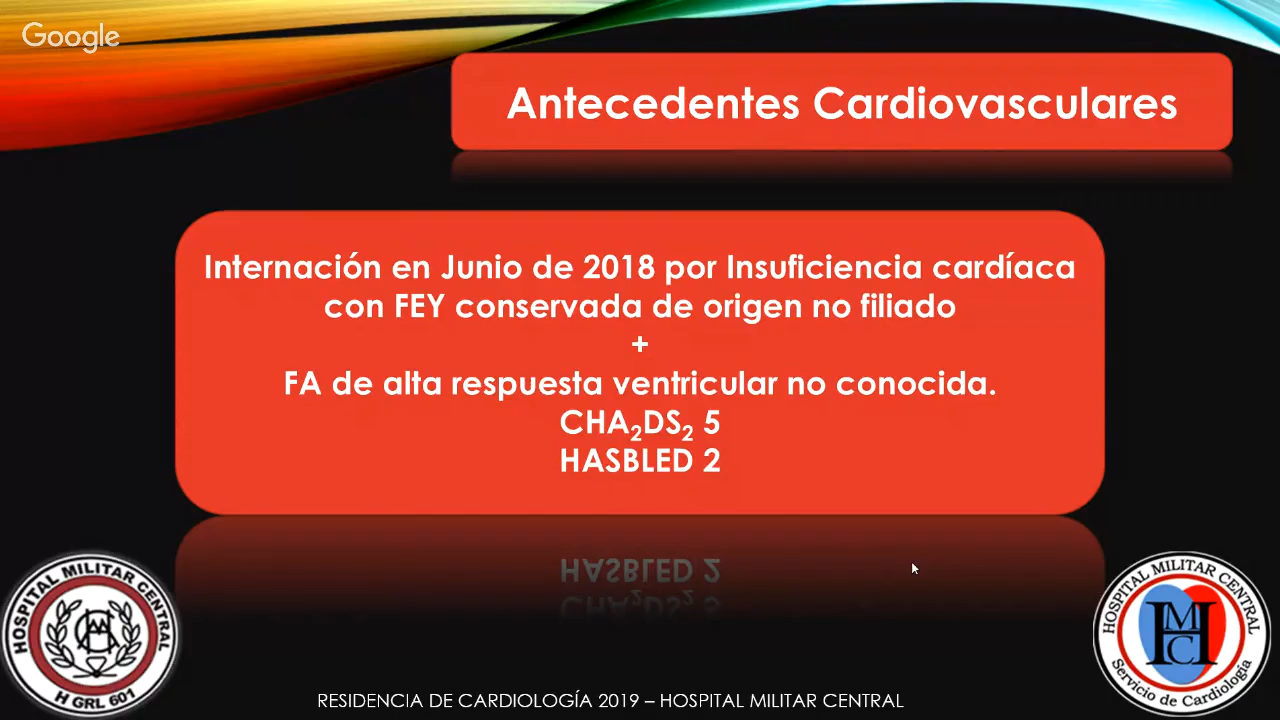 Google
Antecedentes Cardiovasculares
Internación en Junio de 2018 por Insuficiencia cardíaca
con FEY conservada de origen no filiado
+
FA de alta respuesta ventricular no conocida.
CHA₂DS₂ 5
HASBLED 2
HOSPITAL MILITAR CENTRAL
H GRL 601
HOSPITAL MILITAR CENTRAL
HMC
Servicio de Cardiología
RESIDENCIA DE CARDIOLOGÍA 2019 – HOSPITAL MILITAR CENTRAL